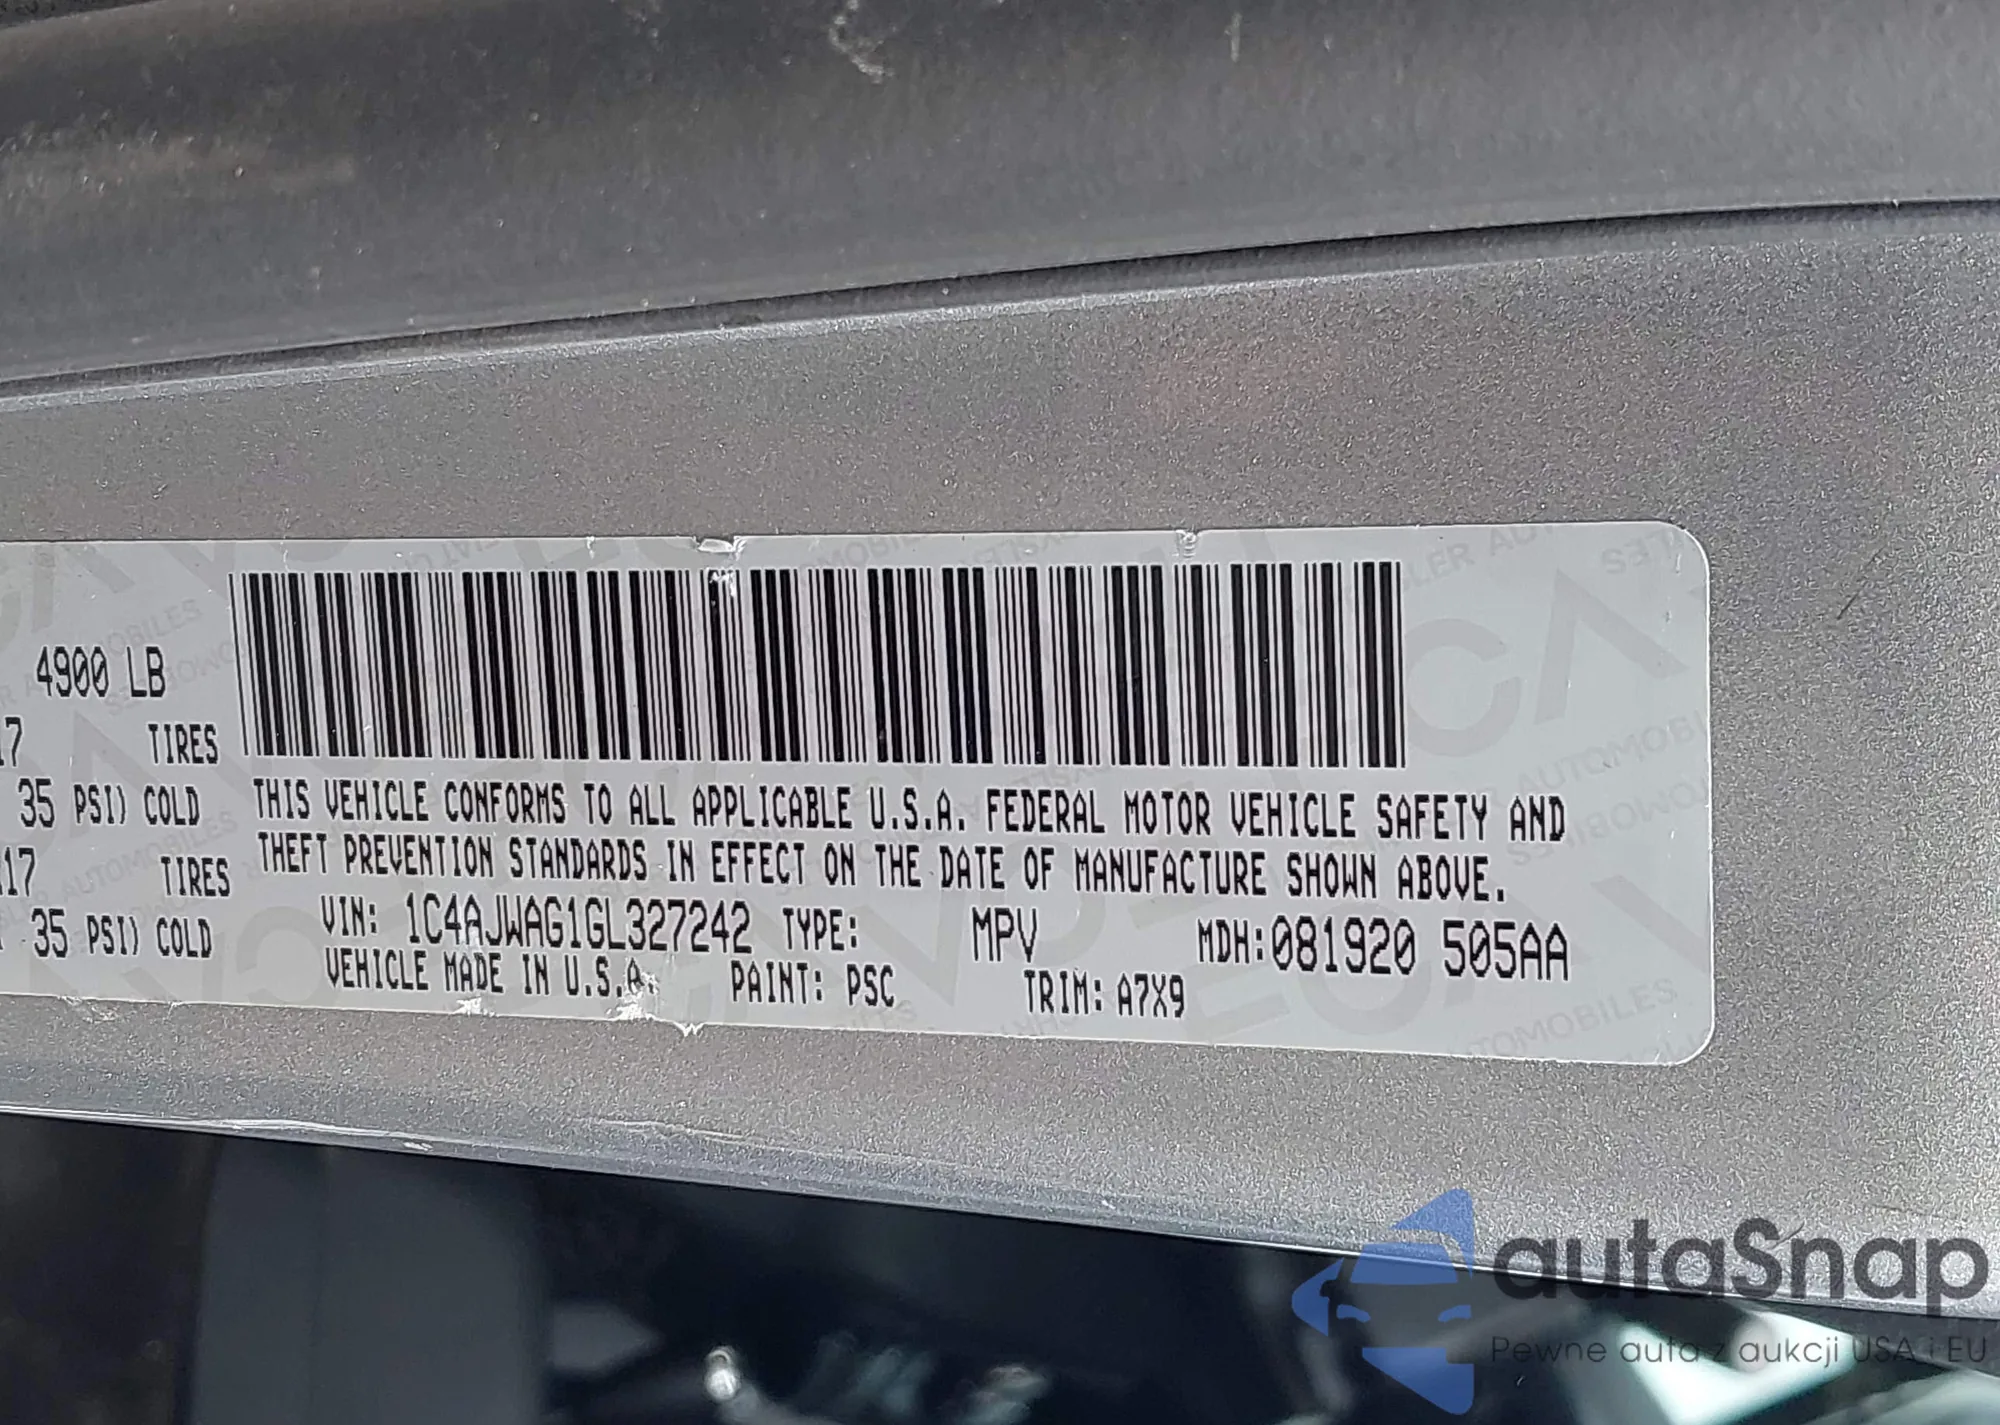 4900 LB
17 TIRES
35 PSI) COLD
17 TIRES
35 PSI) COLD
THIS VEHICLE CONFORMS TO ALL APPLICABLE U.S.A. FEDERAL MOTOR VEHICLE SAFETY AND
THEFT PREVENTION STANDARDS IN EFFECT ON THE DATE OF MANUFACTURE SHOWN ABOVE.
VIN: 1C4AJWAG1GL327242 TYPE: MPV MDH:081920 505AA
VEHICLE MADE IN U.S.A. PAINT: PSC TRIM: A7X9
autaSnap
Pewne auta z aukcji USA i EU